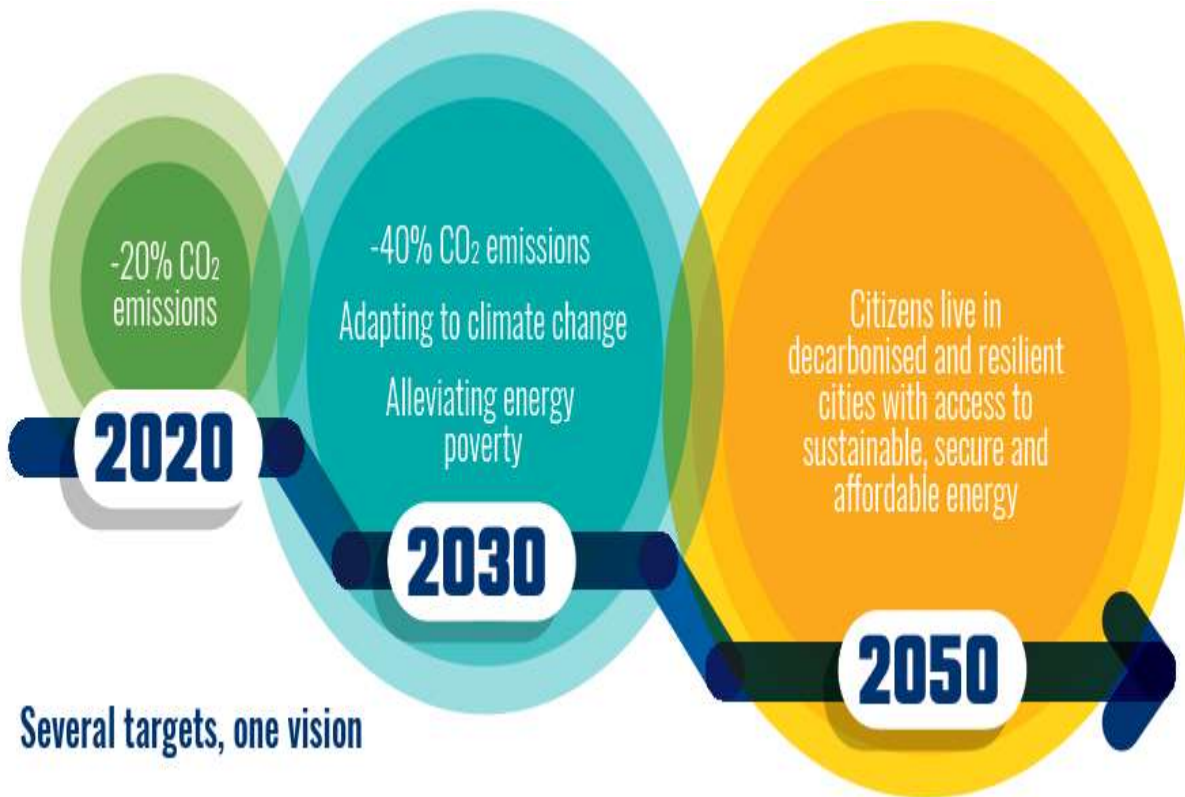 -20% CO₂
emissions
2020
-40% CO₂ emissions
Adapting to climate change
Alleviating energy
poverty
2030
Citizens live in
decarbonised and resilient
cities with access to
sustainable, secure and
affordable energy
2050
Several targets, one vision